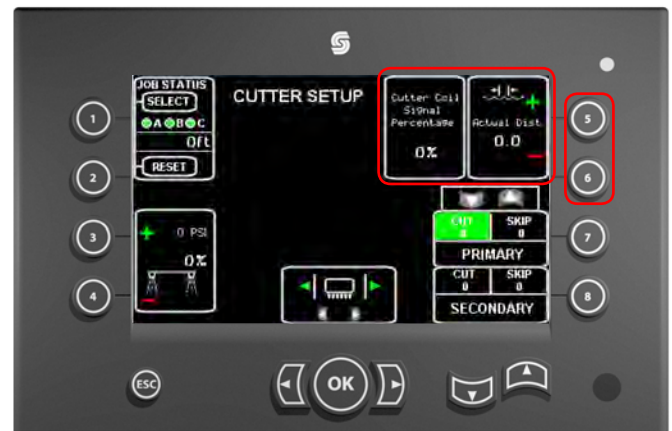 JOB STATUS
SELECT
A B C
0ft
RESET
CUTTER SETUP
Cutter Coil
Signal
Percentage
0%
+
Actual Dist.
0.0
-
1
2
3
4
5
6
7
8
+ 0 PSI
0%
-
CUT SKIP
0 0
PRIMARY
CUT SKIP
0 0
SECONDARY
ESC
OK